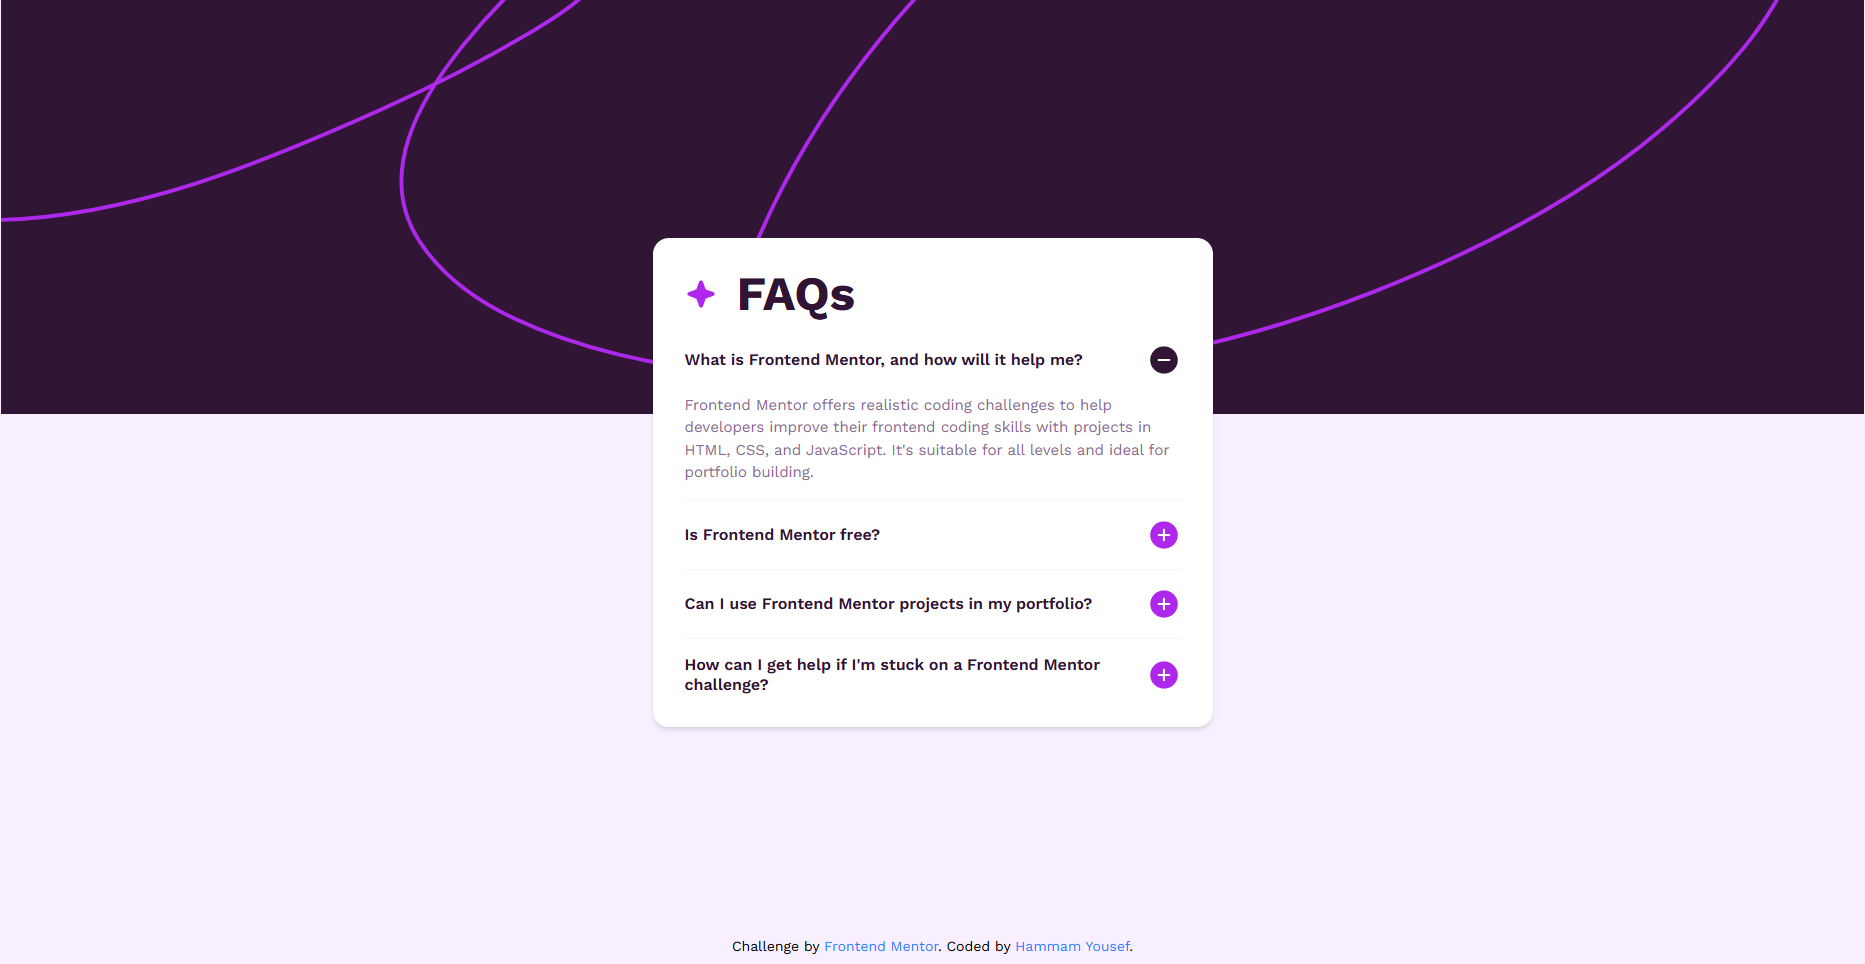 FAQs
What is Frontend Mentor, and how will it help me?
Frontend Mentor offers realistic coding challenges to help
developers improve their frontend coding skills with projects in
HTML, CSS, and JavaScript. It's suitable for all levels and ideal for
portfolio building.
Is Frontend Mentor free?
Can I use Frontend Mentor projects in my portfolio?
How can I get help if I'm stuck on a Frontend Mentor
challenge?
Challenge by Frontend Mentor. Coded by Hammam Yousef.